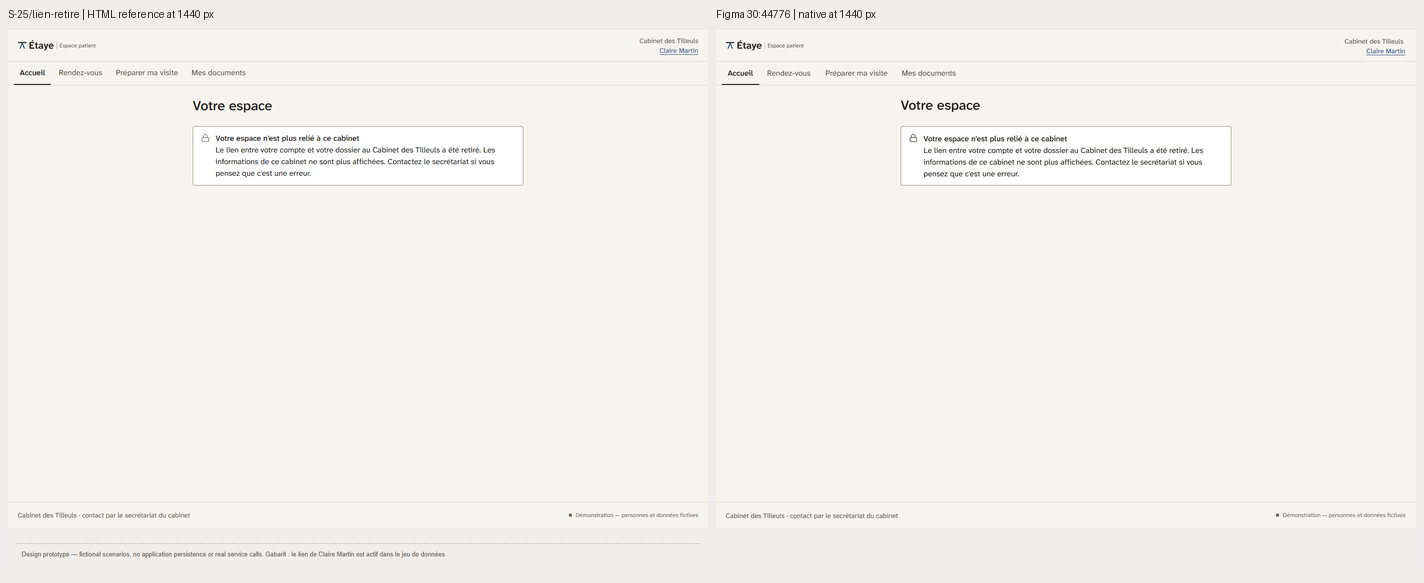 S-25/lien-retire | HTML reference at 1440 px
Étaye | Espace patient
Cabinet des Tilleuls
Claire Martin
Accueil Rendez-vous Préparer ma visite Mes documents
Votre espace
Votre espace n'est plus relié à ce cabinet
Le lien entre votre compte et votre dossier au Cabinet des Tilleuls a été retiré. Les
informations de ce cabinet ne sont plus affichées. Contactez le secrétariat si vous
pensez que c'est une erreur.
Cabinet des Tilleuls · contact par le secrétariat du cabinet
Démonstration — personnes et données fictives
Design prototype — fictional scenarios, no application persistence or real service calls. Gabarit : le lien de Claire Martin est actif dans le jeu de données.
Figma 30:44776 | native at 1440 px
Étaye | Espace patient
Cabinet des Tilleuls
Claire Martin
Accueil Rendez-vous Préparer ma visite Mes documents
Votre espace
Votre espace n'est plus relié à ce cabinet
Le lien entre votre compte et votre dossier au Cabinet des Tilleuls a été retiré. Les
informations de ce cabinet ne sont plus affichées. Contactez le secrétariat si vous
pensez que c'est une erreur.
Cabinet des Tilleuls · contact par le secrétariat du cabinet
Démonstration — personnes et données fictives